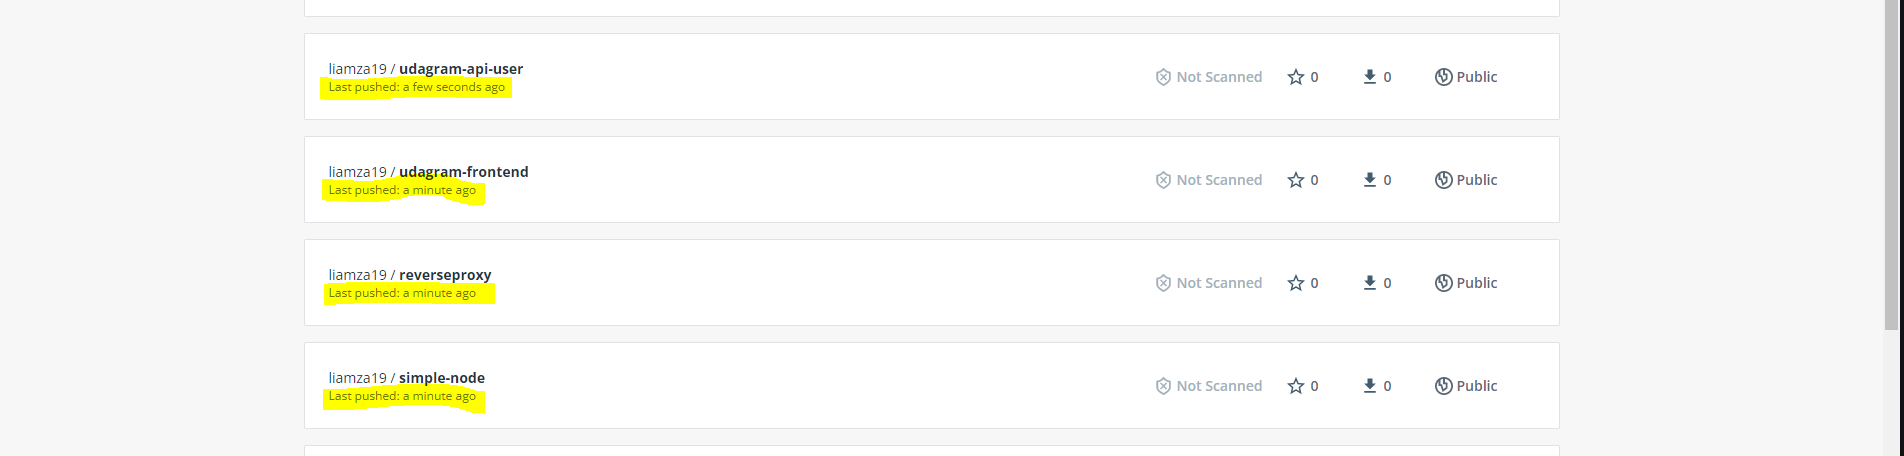 liamza19 / udagram-api-user
Last pushed: a few seconds ago
Not Scanned
0
0
Public
liamza19 / udagram-frontend
Last pushed: a minute ago
Not Scanned
0
0
Public
liamza19 / reverseproxy
Last pushed: a minute ago
Not Scanned
0
0
Public
liamza19 / simple-node
Last pushed: a minute ago
Not Scanned
0
0
Public